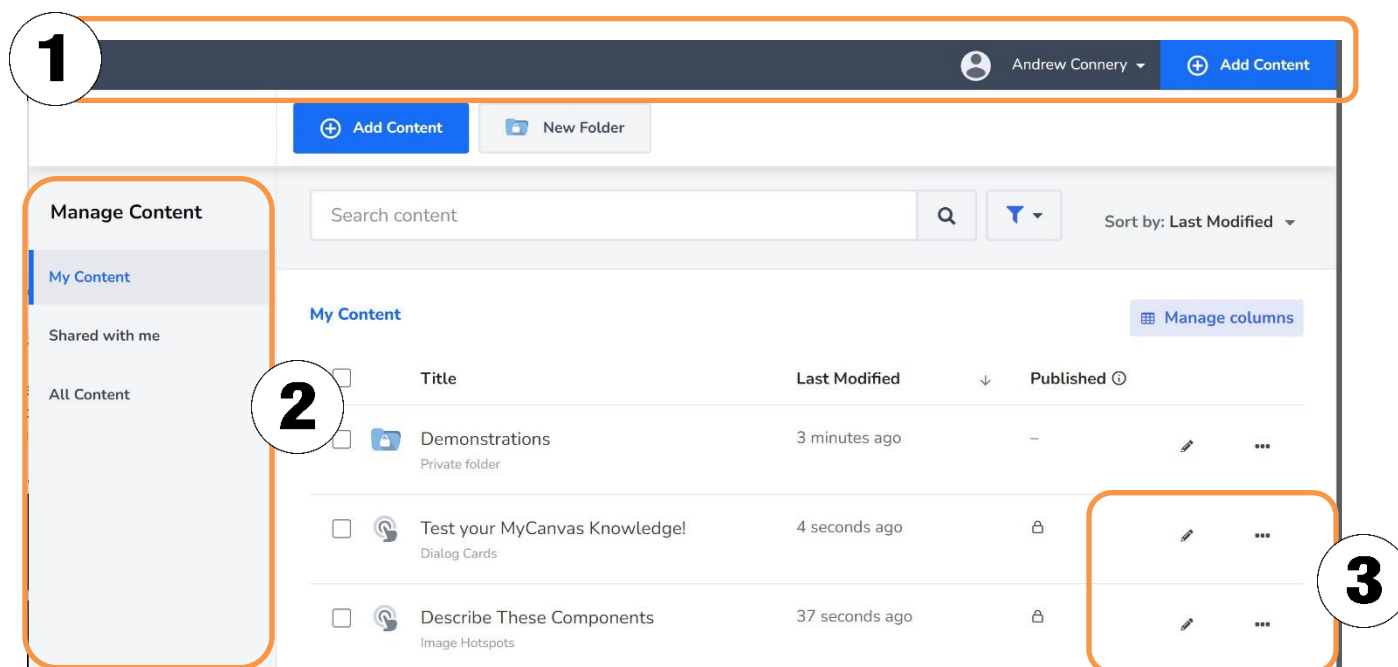 1
Andrew Connery
Add Content
Add Content
New Folder
Manage Content
Search content
Sort by: Last Modified
My Content
My Content
Manage columns
Shared with me
Title
Last Modified
Published
All Content
2
Demonstrations
3 minutes ago
–
Private folder
Test your MyCanvas Knowledge!
4 seconds ago
Dialog Cards
3
Describe These Components
37 seconds ago
Image Hotspots